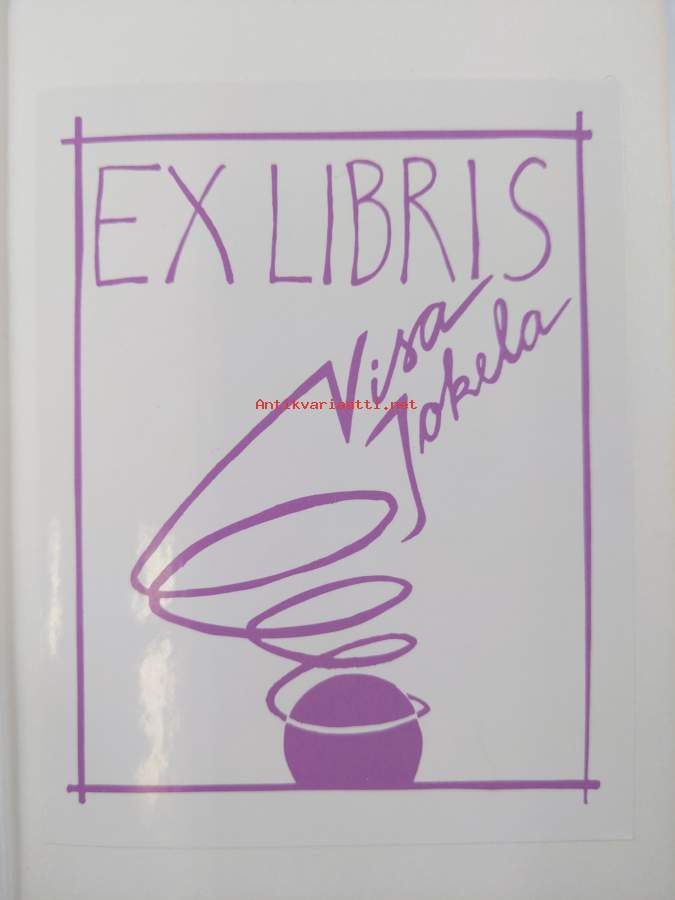 EX LIBRIS
Visa
Jokela
Antikvariaatti.net